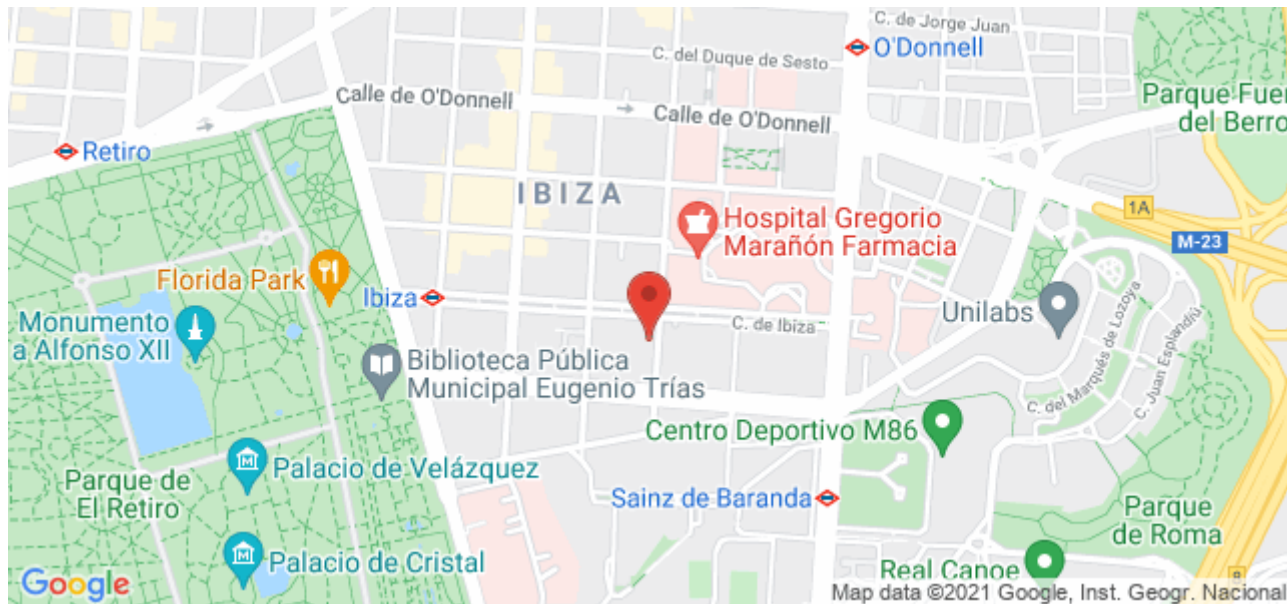 C. de Jorge Juan
O'Donnell
C. del Duque de Sesto
Calle de O'Donnell
Calle de O'Donnell
Parque Fuen
del Berro
Retiro
IBIZA
1A
M-23
Hospital Gregorio
Marañón Farmacia
Florida Park
Ibiza
C. de Ibiza
Unilabs
Monumento
a Alfonso XII
Biblioteca Pública
Municipal Eugenio Trías
C. del Marqués de Lozoya
C. Juan Esplandiú
Centro Deportivo M86
Palacio de Velázquez
Parque de
El Retiro
Sainz de Baranda
Parque
de Roma
Palacio de Cristal
Real Canoe
Google
Map data ©2021 Google, Inst. Geogr. Nacional